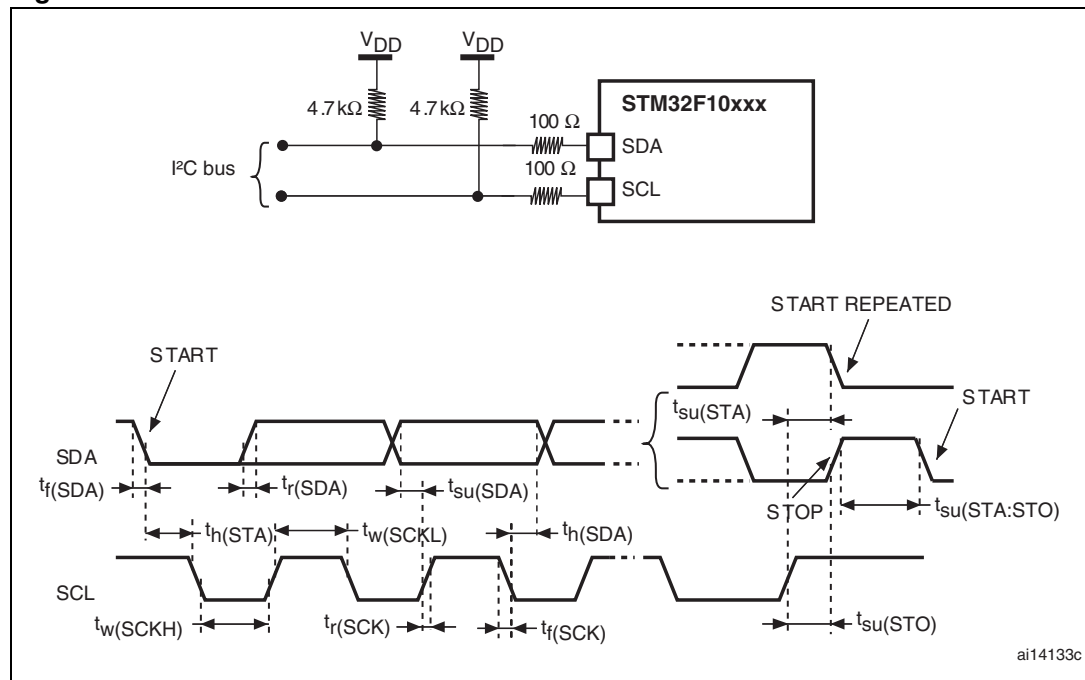 VDD VDD
4.7kΩ 4.7kΩ
STM32F10xxx
100 Ω
SDA
I²C bus
100 Ω
SCL
START REPEATED
START
tsu(STA)
START
SDA
tf(SDA)
tr(SDA)
tsu(SDA)
STOP
tsu(STA:STO)
th(STA)
tw(SCKL)
th(SDA)
SCL
tw(SCKH)
tr(SCK)
tf(SCK)
tsu(STO)
ai14133c